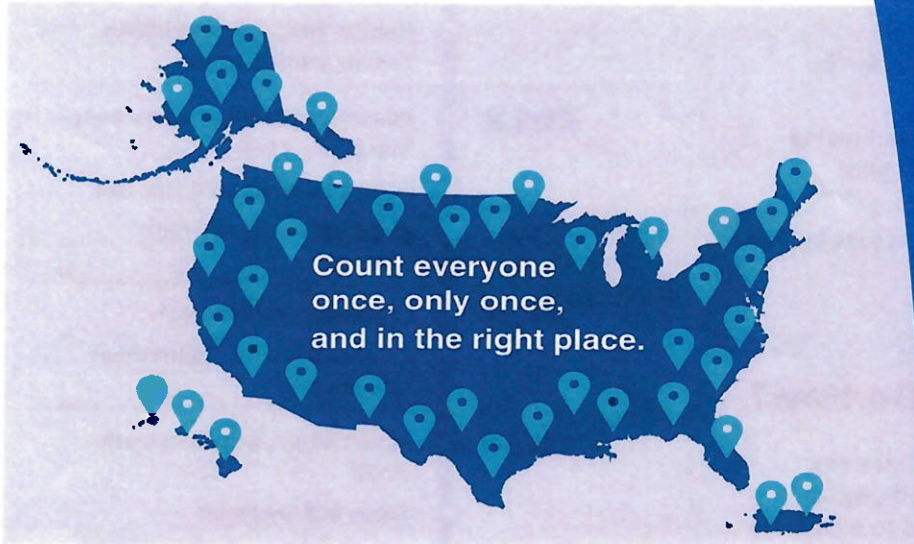 Count everyone
once, only once,
and in the right place.